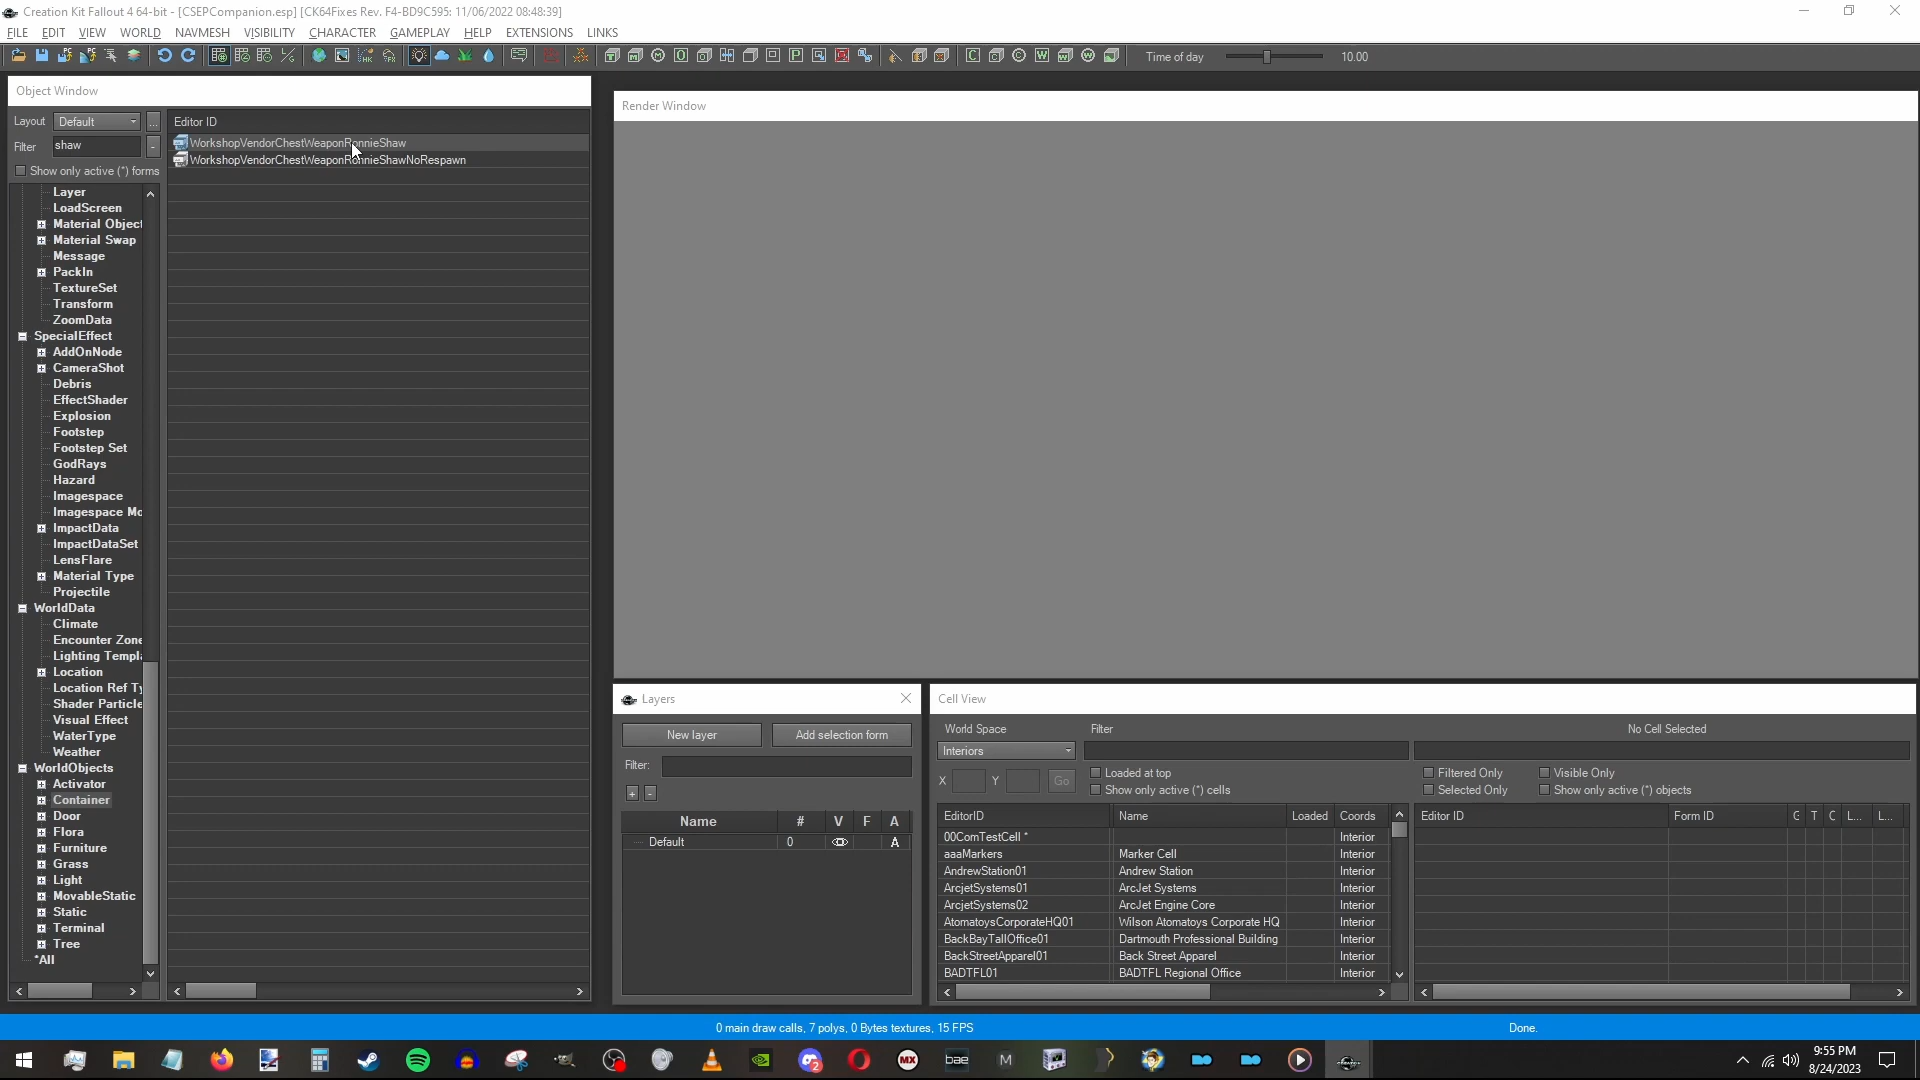 Creation Kit Fallout 4 64-bit - [CSEPCompanion.esp] [CK64Fixes Rev. F4-BD9C595: 11/06/2022 08:48:39]
FILE EDIT VIEW WORLD NAVMESH VISIBILITY CHARACTER GAMEPLAY HELP EXTENSIONS LINKS
Time of day 10.00
Object Window
Layout Default ...
Filter shaw -
Show only active (*) forms
Layer
LoadScreen
Material Object
Material Swap
Message
PackIn
TextureSet
Transform
ZoomData
SpecialEffect
AddOnNode
CameraShot
Debris
EffectShader
Explosion
Footstep
Footstep Set
GodRays
Hazard
Imagespace
Imagespace Mo
ImpactData
ImpactDataSet
LensFlare
Material Type
Projectile
WorldData
Climate
Encounter Zone
Lighting Templa
Location
Location Ref Ty
Shader Particle
Visual Effect
WaterType
Weather
WorldObjects
Activator
Container
Door
Flora
Furniture
Grass
Light
MovableStatic
Static
Terminal
Tree
*All
Editor ID
WorkshopVendorChestWeaponRonnieShaw
WorkshopVendorChestWeaponRonnieShawNoRespawn
Render Window
Layers
New layer Add selection form
Filter:
+ -
Name # V F A
Default 0 A
Cell View
World Space Filter No Cell Selected
Interiors
X Y Go
Loaded at top
Show only active (*) cells
Filtered Only Visible Only
Selected Only Show only active (*) objects
EditorID Name Loaded Coords
00ComTestCell * Interior
aaaMarkers Marker Cell Interior
AndrewStation01 Andrew Station Interior
ArcjetSystems01 ArcJet Systems Interior
ArcjetSystems02 ArcJet Engine Core Interior
AtomatoysCorporateHQ01 Wilson Atomatoys Corporate HQ Interior
BackBayTallOffice01 Dartmouth Professional Building Interior
BackStreetApparel01 Back Street Apparel Interior
BADTFL01 BADTFL Regional Office Interior
Editor ID Form ID C T C L... L...
0 main draw calls, 7 polys, 0 Bytes textures, 15 FPS
Done.
bae
9:55 PM
8/24/2023